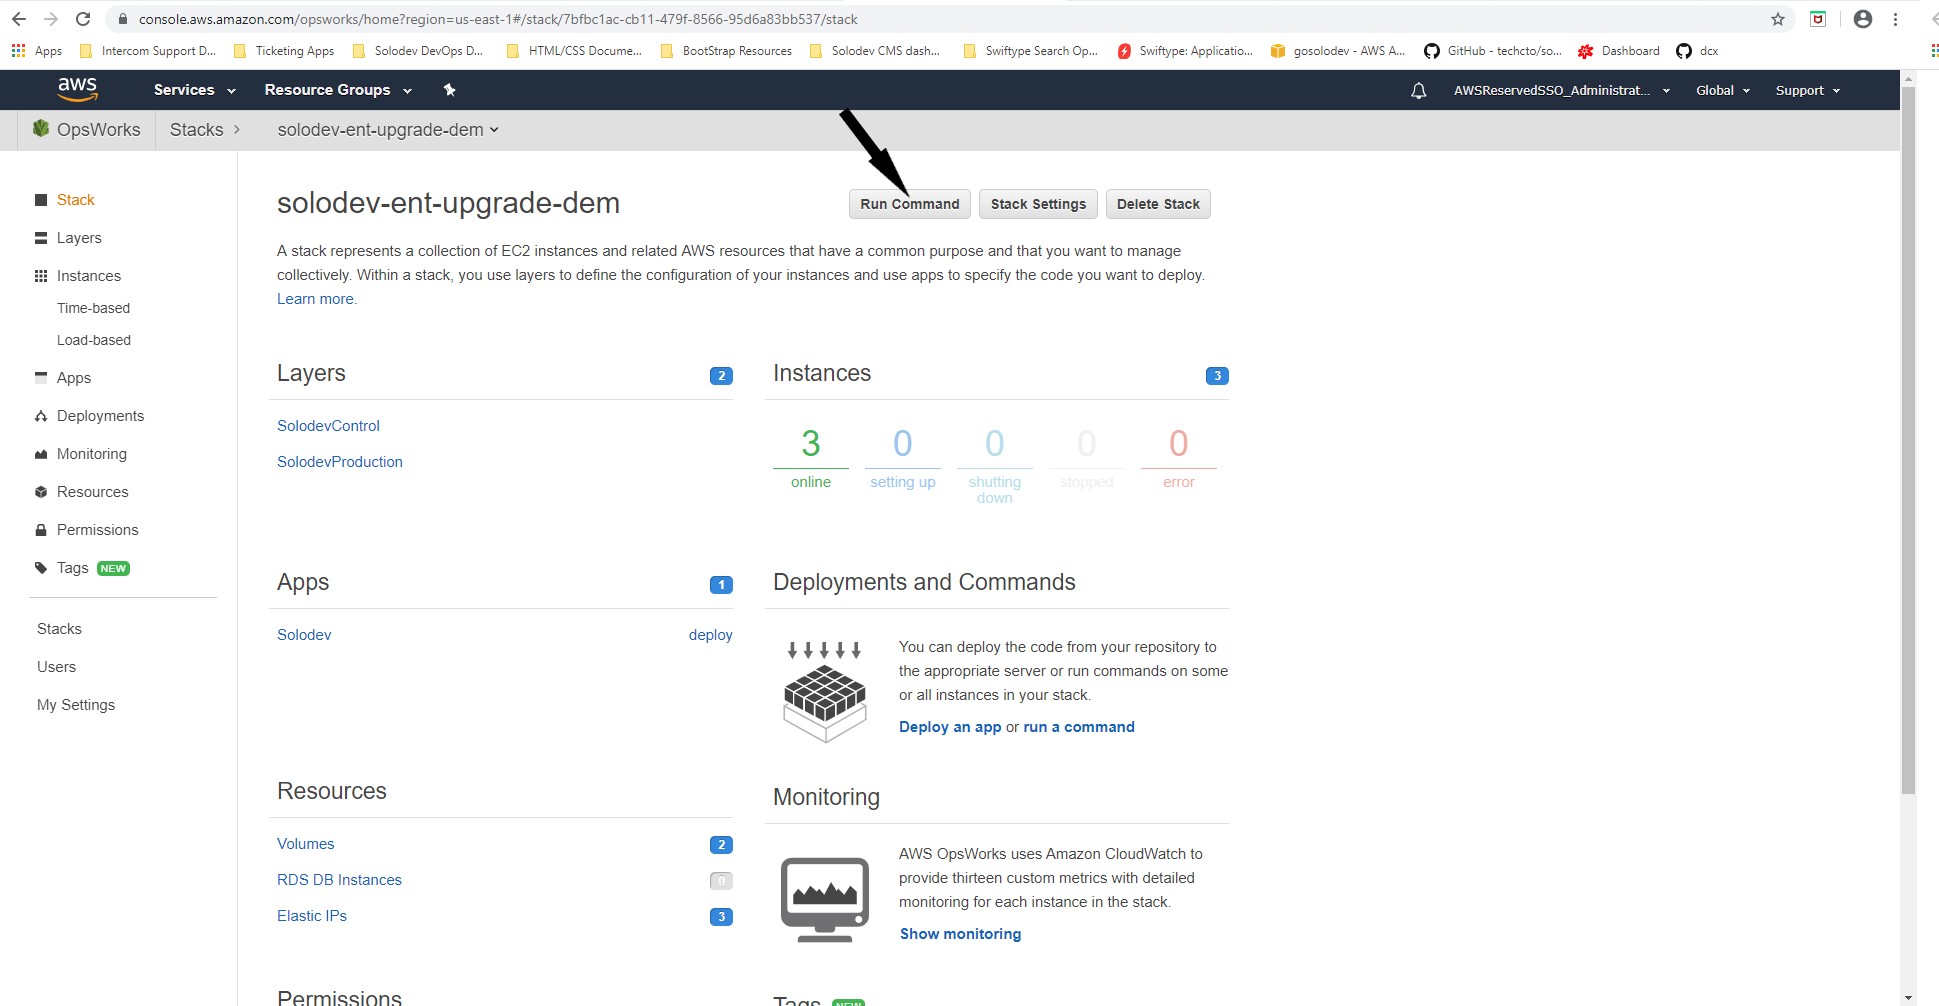 console.aws.amazon.com/opsworks/home?region=us-east-1#/stack/7bfbc1ac-cb11-479f-8566-95d6a83bb537/stack
Apps Intercom Support D... Ticketing Apps Solodev DevOps D... HTML/CSS Docume... BootStrap Resources Solodev CMS dash... Swiftype Search Op... Swiftype: Applicatio... gosolodev - AWS A... GitHub - techcto/so... Dashboard dcx
aws Services Resource Groups AWSReservedSSO_Administrat... Global Support
OpsWorks Stacks solodev-ent-upgrade-dem
Stack
Layers
Instances
Time-based
Load-based
Apps
Deployments
Monitoring
Resources
Permissions
Tags NEW
Stacks
Users
My Settings
solodev-ent-upgrade-dem
Run Command Stack Settings Delete Stack
A stack represents a collection of EC2 instances and related AWS resources that have a common purpose and that you want to manage
collectively. Within a stack, you use layers to define the configuration of your instances and use apps to specify the code you want to deploy.
Learn more.
Layers 2
SolodevControl
SolodevProduction
Instances 3
3 0 0 0 0
online setting up shutting down stopped error
Apps 1
Solodev deploy
Deployments and Commands
You can deploy the code from your repository to
the appropriate server or run commands on some
or all instances in your stack.
Deploy an app or run a command
Resources
Volumes 2
RDS DB Instances 0
Elastic IPs 3
Monitoring
AWS OpsWorks uses Amazon CloudWatch to
provide thirteen custom metrics with detailed
monitoring for each instance in the stack.
Show monitoring
Permissions
Tags NEW